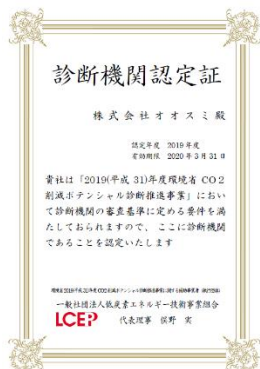 診断機関認定証
株式会社オオスミ殿
認定年度 2019年度
有効期限 2020年3月31日
貴社は「2019(平成31)年度環境省CO2
削減ポテンシャル診断推進事業」におい
て診断機関の審査基準に定める要件を満
たしておられますので、ここに診断機関
であることを認定いたします
一般社団法人低炭素エネルギー技術事業組合
LCEP 代表理事 俣野 実